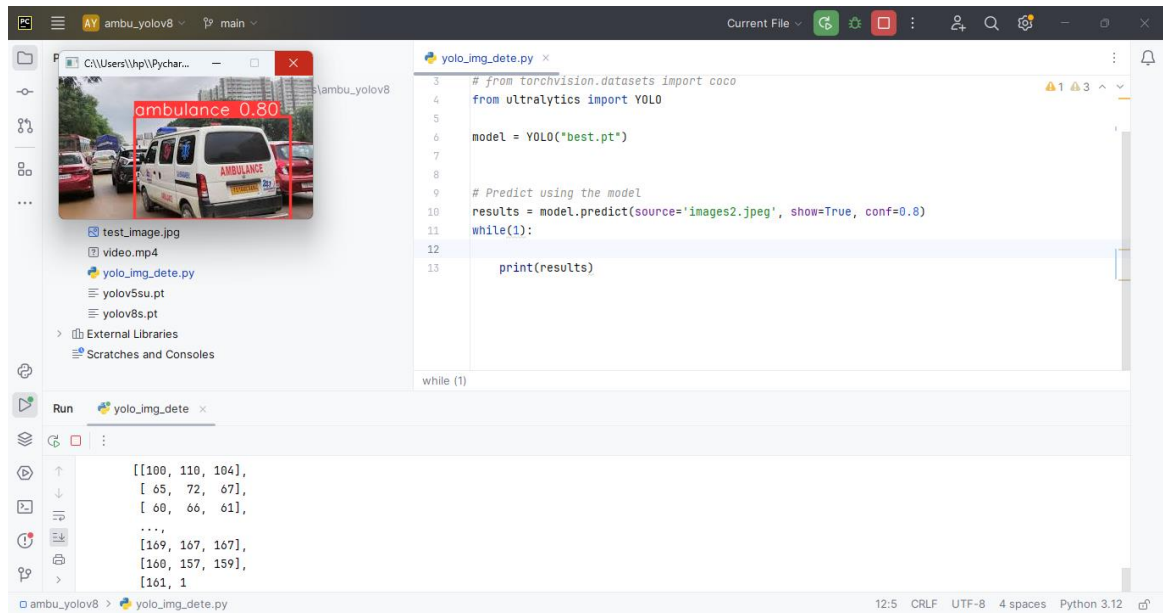 PC
AY ambu_yolov8
main
Current File
C:\\Users\\hp\\Pychar...
P
s\ambu_yolov8
ambulance 0.80
AMBULANCE
test_image.jpg
video.mp4
yolo_img_dete.py
yolov5su.pt
yolov8s.pt
External Libraries
Scratches and Consoles
yolo_img_dete.py
1 3
3 # from torchvision.datasets import coco
4 from ultralytics import YOLO
5
6 model = YOLO("best.pt")
7
8
9 # Predict using the model
10 results = model.predict(source='images2.jpeg', show=True, conf=0.8)
11 while(1):
12
13 print(results)
while (1)
Run yolo_img_dete
[[100, 110, 104],
[ 65, 72, 67],
[ 60, 66, 61],
...,
[169, 167, 167],
[160, 157, 159],
[161, 1
ambu_yolov8 > yolo_img_dete.py
12:5 CRLF UTF-8 4 spaces Python 3.12